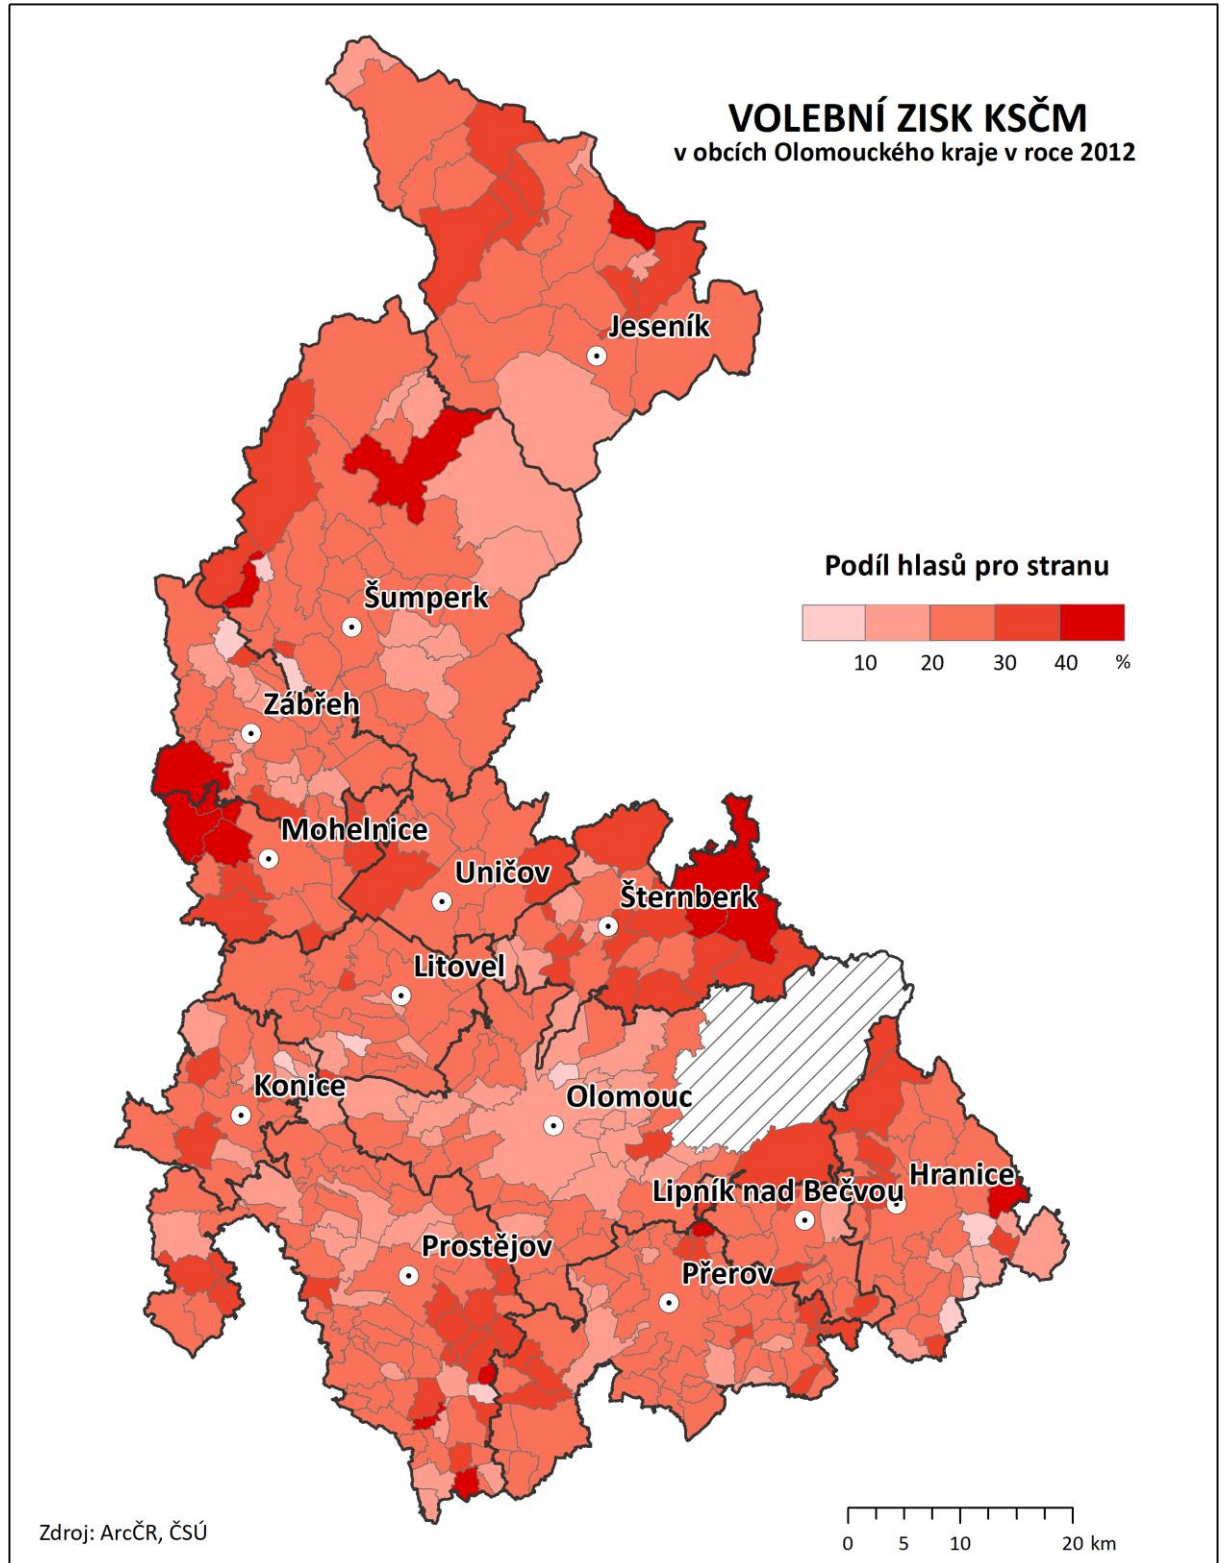 VOLEBNÍ ZISK KSČM
v obcích Olomouckého kraje v roce 2012
Jeseník
Podíl hlasů pro stranu
10 20 30 40 %
Šumperk
Zábřeh
Mohelnice
Uničov
Šternberk
Litovel
Konice
Olomouc
Hranice
Lipník nad Bečvou
Prostějov
Přerov
Zdroj: ArcČR, ČSÚ
0 5 10 20 km